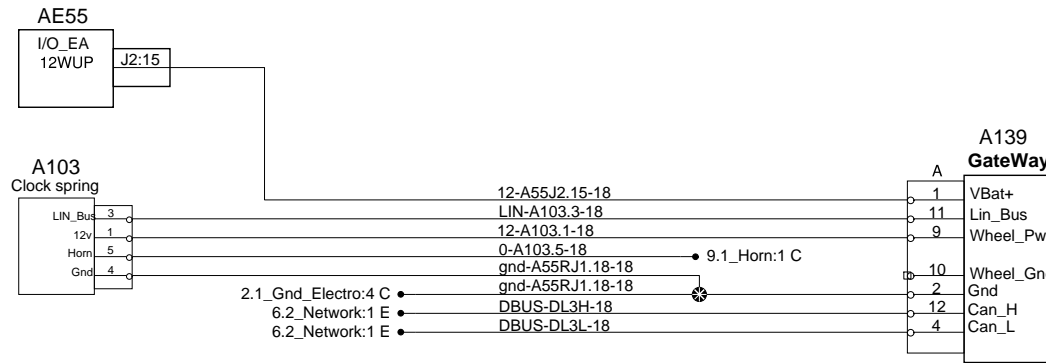 AE55
I/O_EA
12WUP
J2:15
A139
GateWay
A
A103
Clock spring
12-A55J2.15-18
1
VBat+
LIN_Bus
3
LIN-A103.3-18
11
Lin_Bus
12v
1
12-A103.1-18
9
Wheel_Pw
Horn
5
0-A103.5-18
9.1_Horn:1 C
Gnd
4
gnd-A55RJ1.18-18
10
Wheel_Gn
2.1_Gnd_Electro:4 C
gnd-A55RJ1.18-18
2
Gnd
6.2_Network:1 E
DBUS-DL3H-18
12
Can_H
6.2_Network:1 E
DBUS-DL3L-18
4
Can_L